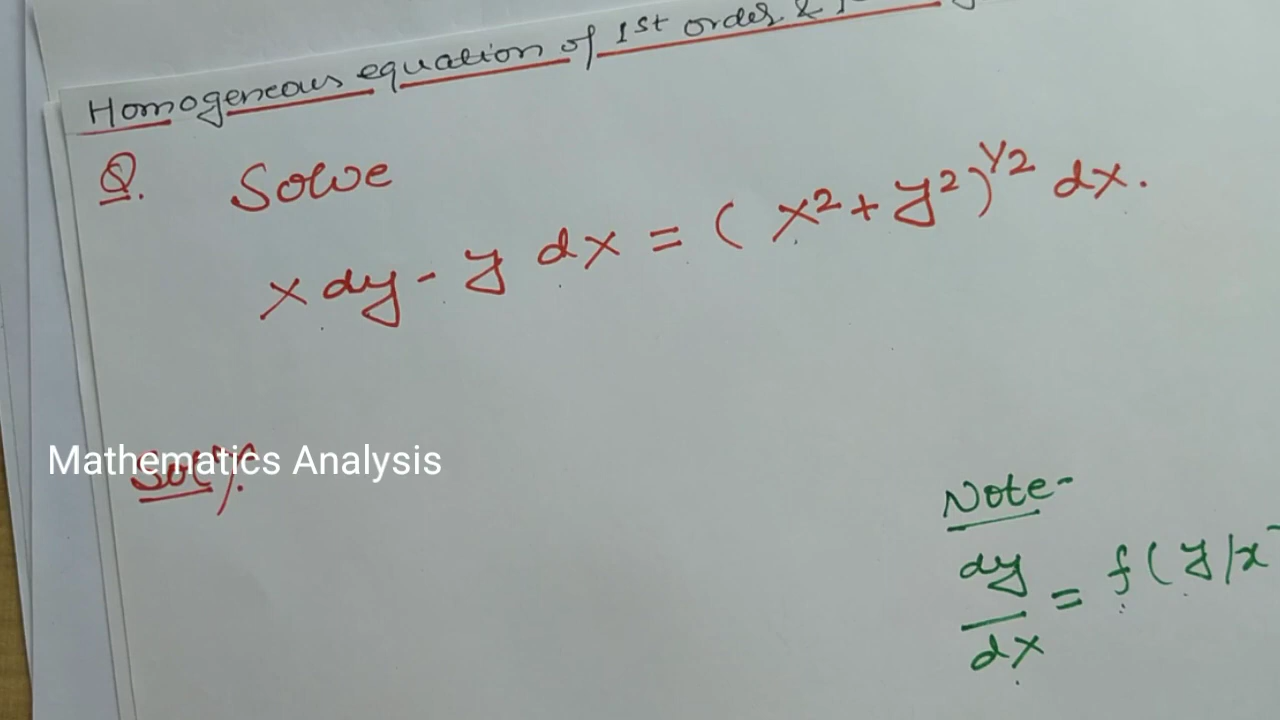 Homogeneous equation of 1st order &
Q. Solve
x dy - y dx = (x² + y²)^1/2 dx.
Mathematics Analysis
Note-
dy/dx = f(y/x